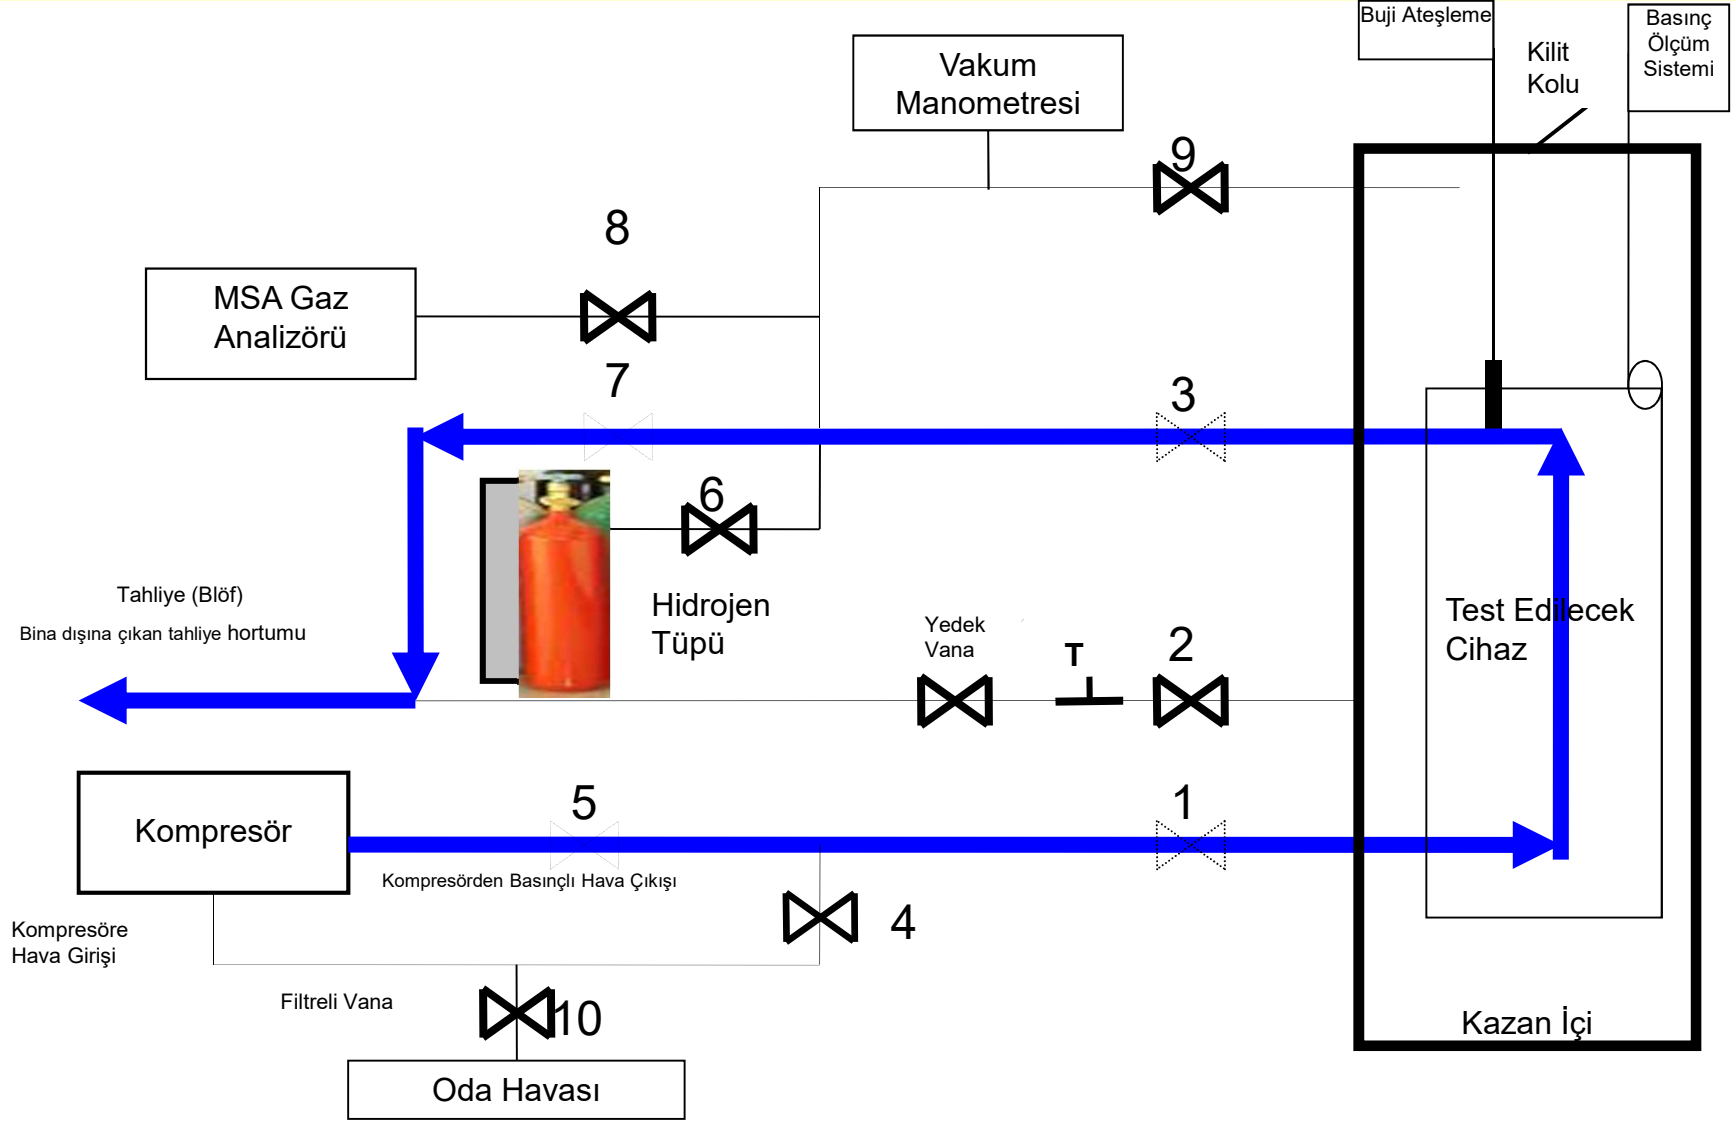 Buji Ateşleme
Basınç
Ölçüm
Sistemi
Kilit
Kolu
Vakum
Manometresi
9
8
MSA Gaz
Analizörü
7
3
6
Hidrojen
Tüpü
Tahliye (Blöf)
Bina dışına çıkan tahliye hortumu
Yedek
Vana
T
2
Test Edilecek
Cihaz
Kompresör
5
1
Kompresörden Basınçlı Hava Çıkışı
4
Kompresöre
Hava Girişi
Filtreli Vana
10
Kazan İçi
Oda Havası